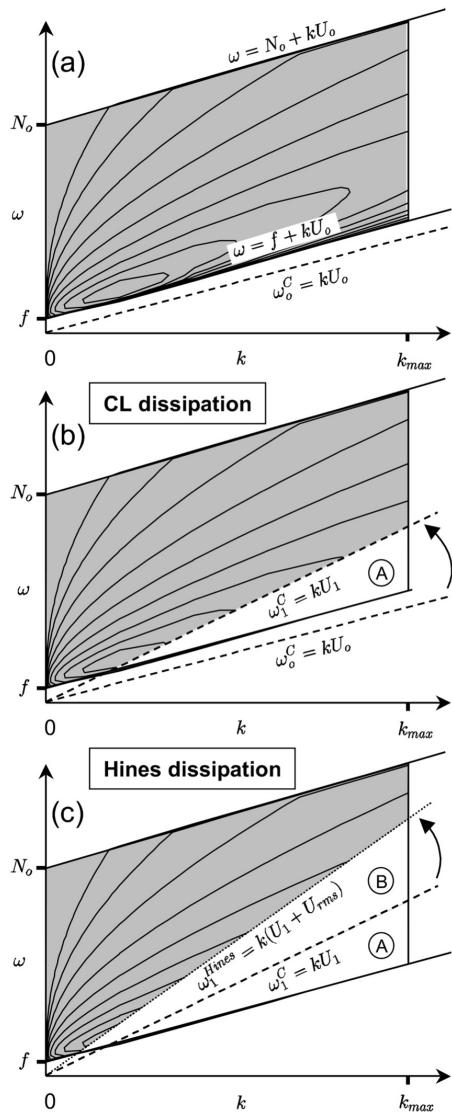 (a)
ω = N_o + kU_o
N_o
ω
ω = f + kU_o
ω_o^C = kU_o
f
0
k
k_max
(b)
CL dissipation
N_o
ω
A
ω_1^C = kU_1
ω_o^C = kU_o
f
0
k
k_max
Hines dissipation
(c)
N_o
B
ω_1^Hines = k(U_1 + U_rms)
ω
A
ω_1^C = kU_1
f
0
k
k_max